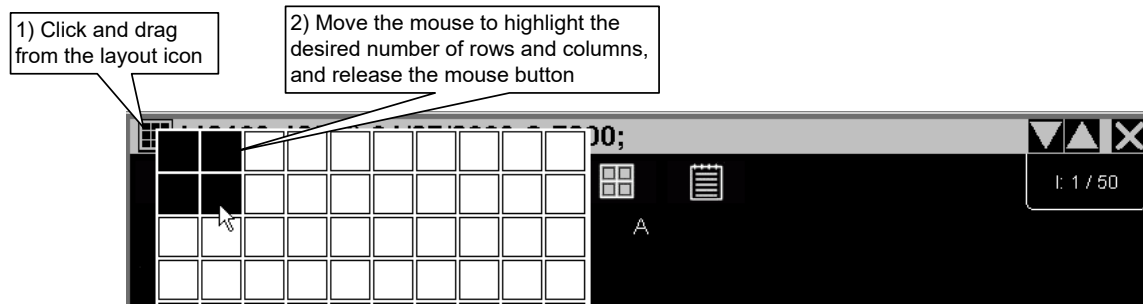 1) Click and drag
from the layout icon
2) Move the mouse to highlight the
desired number of rows and columns,
and release the mouse button
00;
I: 1 / 50
A